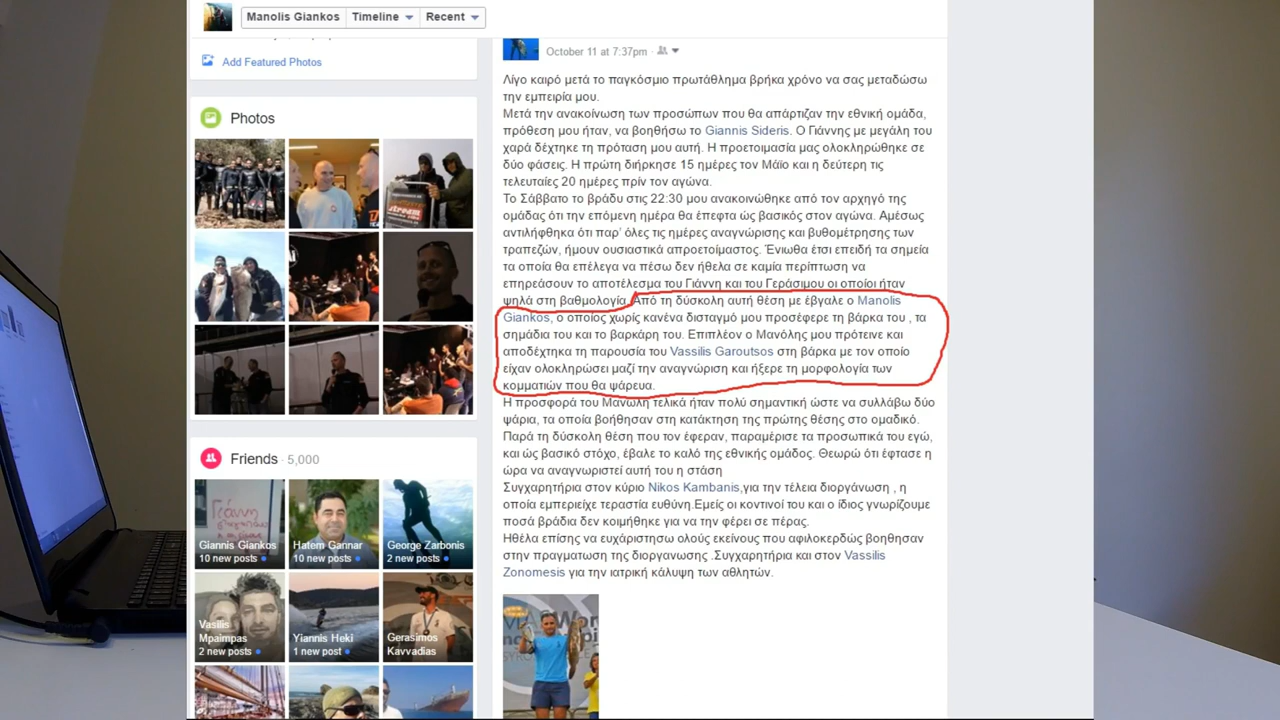 Manolis Giankos
Timeline
Recent
Add Featured Photos
Photos
Friends · 5,000
Giannis Giankos
10 new posts
Hatem Gannar
10 new posts
George Zarbonis
2 new posts
Vasilis
Mpaimpas
2 new posts
Yiannis Heki
1 new post
Gerasimos
Kavvadias
October 11 at 7:37pm
Λίγο καιρό μετά το παγκόσμιο πρωτάθλημα βρήκα χρόνο να σας μεταδώσω
την εμπειρία μου.
Μετά την ανακοίνωση των προσώπων που θα απάρτιζαν την εθνική ομάδα,
πρόθεση μου ήταν, να βοηθήσω το Giannis Sideris. Ο Γιάννης με μεγάλη του
χαρά δέχτηκε τη πρόταση μου αυτή. Η προετοιμασία μας ολοκληρώθηκε σε
δύο φάσεις. Η πρώτη διήρκησε 15 ημέρες τον Μάϊο και η δεύτερη τις
τελευταίες 20 ημέρες πρίν τον αγώνα.
Το Σάββατο το βράδυ στις 22:30 μου ανακοινώθηκε από τον αρχηγό της
ομάδας ότι την επόμενη ημέρα θα έπεφτα ώς βασικός στον αγώνα. Αμέσως
αντιλήφθηκα ότι παρ' όλες τις ημέρες αναγνώρισης και βυθομέτρησης των
τραπεζών, ήμουν ουσιαστικά απροετοίμαστος. Ένιωθα έτσι επειδή τα σημεία
τα οποία θα επέλεγα να πέσω δεν ήθελα σε καμία περίπτωση να
επηρεάσουν το αποτέλεσμα του Γιάννη και του Γεράσιμου οι οποίοι ήταν
ψηλά στη βαθμολογία. Από τη δύσκολη αυτή θέση με έβγαλε ο Manolis
Giankos, ο οποίος χωρίς κανένα δισταγμό μου προσέφερε τη βάρκα του , τα
σημάδια του και το βαρκάρη του. Επιπλέον ο Μανόλης μου πρότεινε και
αποδέχτηκα τη παρουσία του Vassilis Garoutsos στη βάρκα με τον οποίο
είχαν ολοκληρώσει μαζί την αναγνώριση και ήξερε τη μορφολογία των
κομματιών που θα ψάρευα.
Η προσφορά του Μανώλη τελικά ήταν πολύ σημαντική ώστε να συλλάβω δύο
ψάρια, τα οποία βοήθησαν στη κατάκτηση της πρώτης θέσης στο ομαδικό.
Παρά τη δύσκολη θέση που τον έφεραν, παραμέρισε τα προσωπικά του εγώ,
και ώς βασικό στόχο, έβαλε το καλό της εθνικής ομάδος. Θεωρώ ότι έφτασε η
ώρα να αναγνωριστεί αυτή του η στάση
Συγχαρητήρια στον κύριο Nikos Kambanis,για την τέλεια διοργάνωση , η
οποία εμπεριείχε τεραστία ευθύνη.Εμείς οι κοντινοί του και ο ίδιος γνωρίζουμε
ποσά βράδια δεν κοιμήθηκε για να την φέρει σε πέρας.
Ηθέλα επίσης να ευχάριστησω ολούς εκείνους που αφιλοκερδώς βοηθησαν
στην πραγματωση της διοργανωσης .Συγχαρητήρια και στον Vassilis
Zonomesis για την ιατρική κάλυψη των αθλητών.